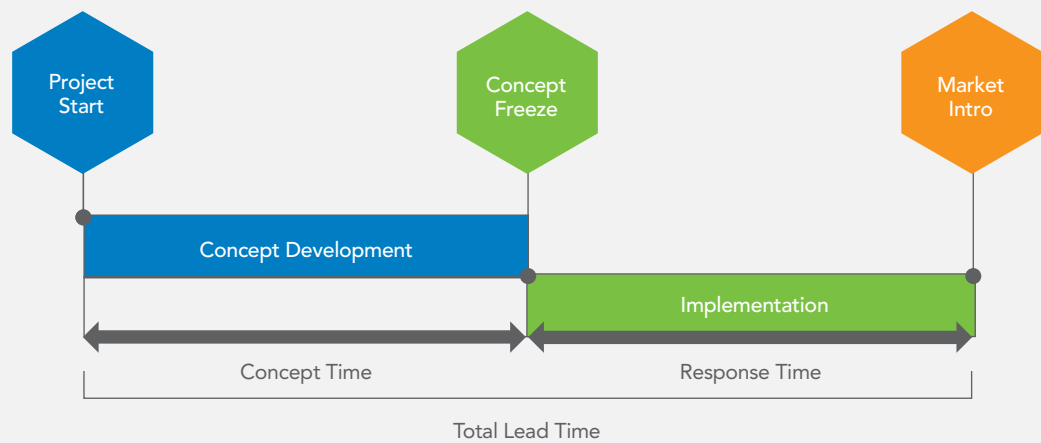 Project
Start
Concept
Freeze
Market
Intro
Concept Development
Implementation
Concept Time
Response Time
Total Lead Time